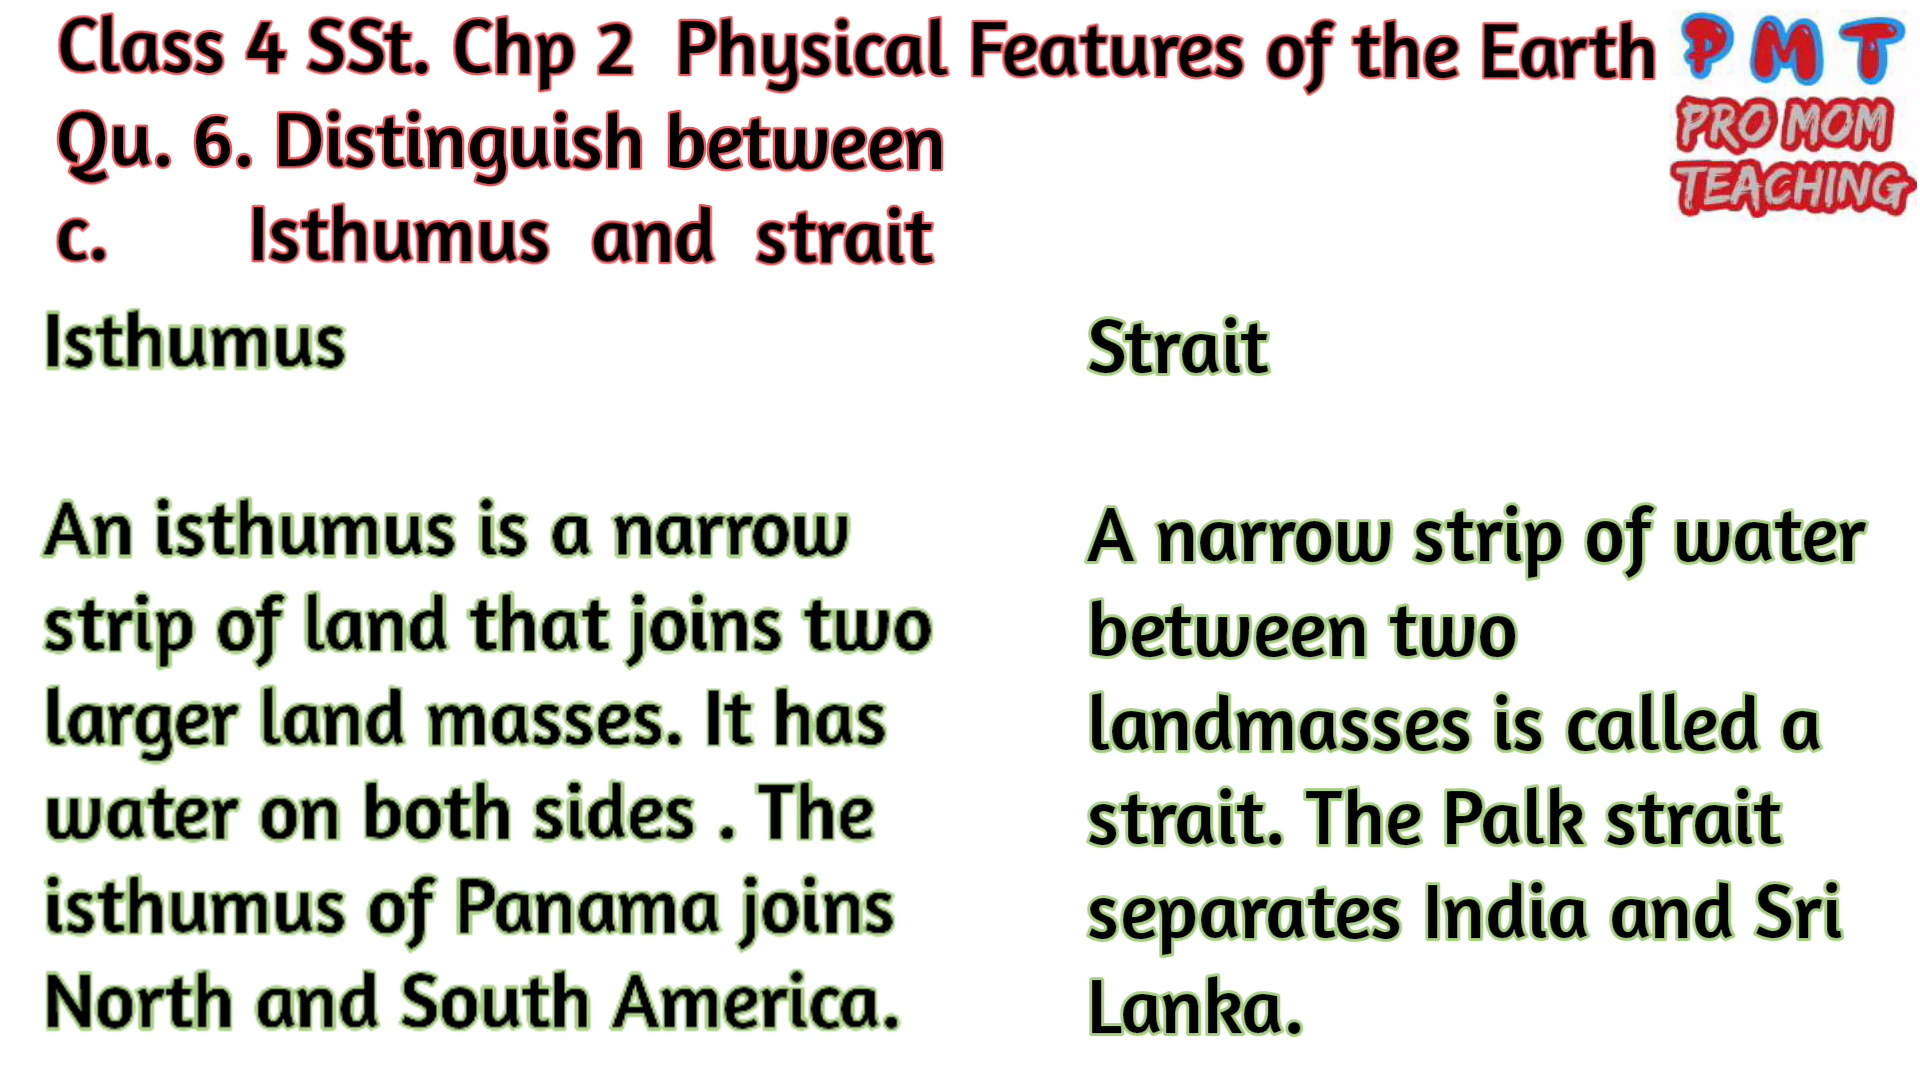 Class 4 SSt. Chp 2 Physical Features of the Earth
Qu. 6. Distinguish between
c. Isthumus and strait
PMT
PRO MOM
TEACHING
Isthumus
An isthumus is a narrow
strip of land that joins two
larger land masses. It has
water on both sides . The
isthumus of Panama joins
North and South America.
Strait
A narrow strip of water
between two
landmasses is called a
strait. The Palk strait
separates India and Sri
Lanka.